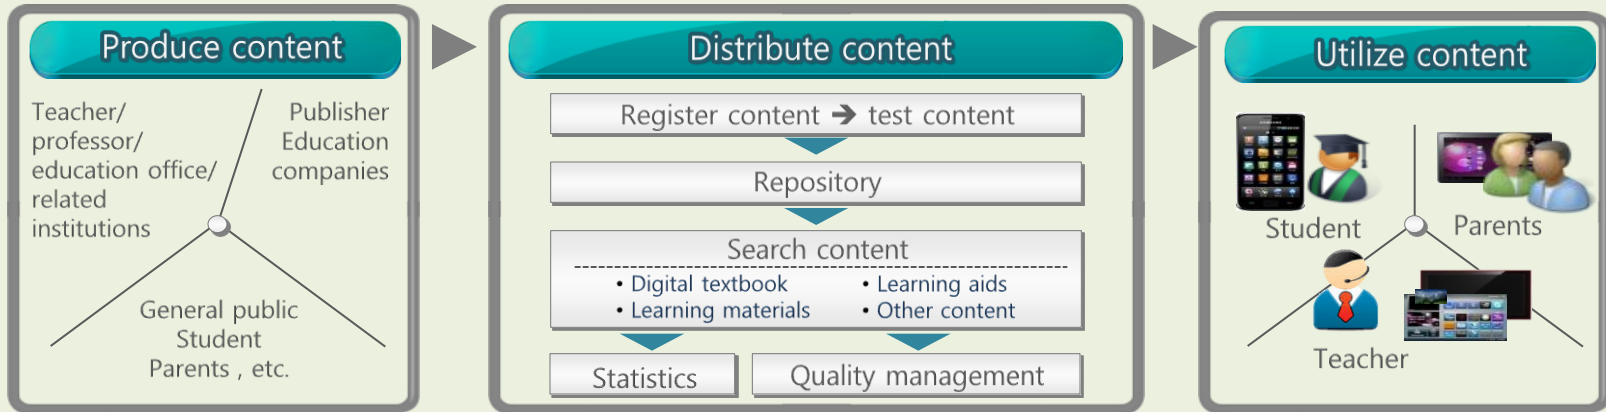 Produce content
Teacher/
professor/
education office/
related
institutions
Publisher
Education
companies
General public
Student
Parents , etc.
Distribute content
Register content ➔ test content
Repository
Search content
• Digital textbook
• Learning aids
• Learning materials
• Other content
Statistics
Quality management
Utilize content
Student
Parents
Teacher